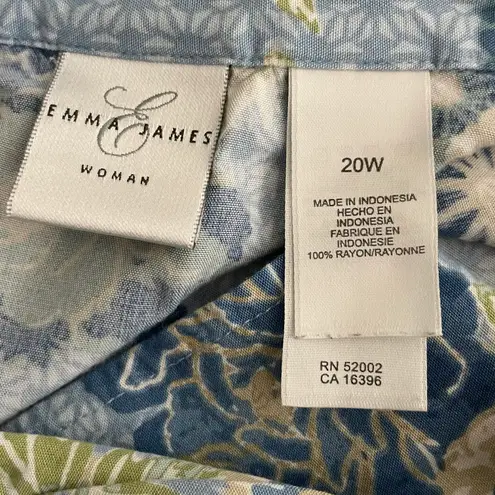 EMMA JAMES
WOMAN
20W
MADE IN INDONESIA
HECHO EN
INDONESIA
FABRIQUE EN
INDONESIE
100% RAYON/RAYONNE
RN 52002
CA 16396